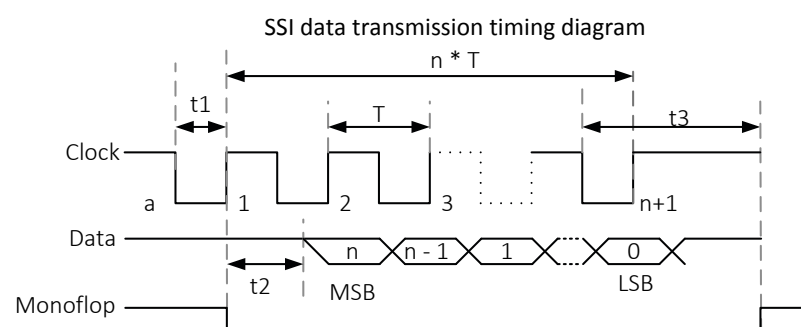 SSI data transmission timing diagram
n * T
t1
T
t3
Clock
a 1 2 3 n+1
Data
n n - 1 1 0
t2 MSB LSB
Monoflop